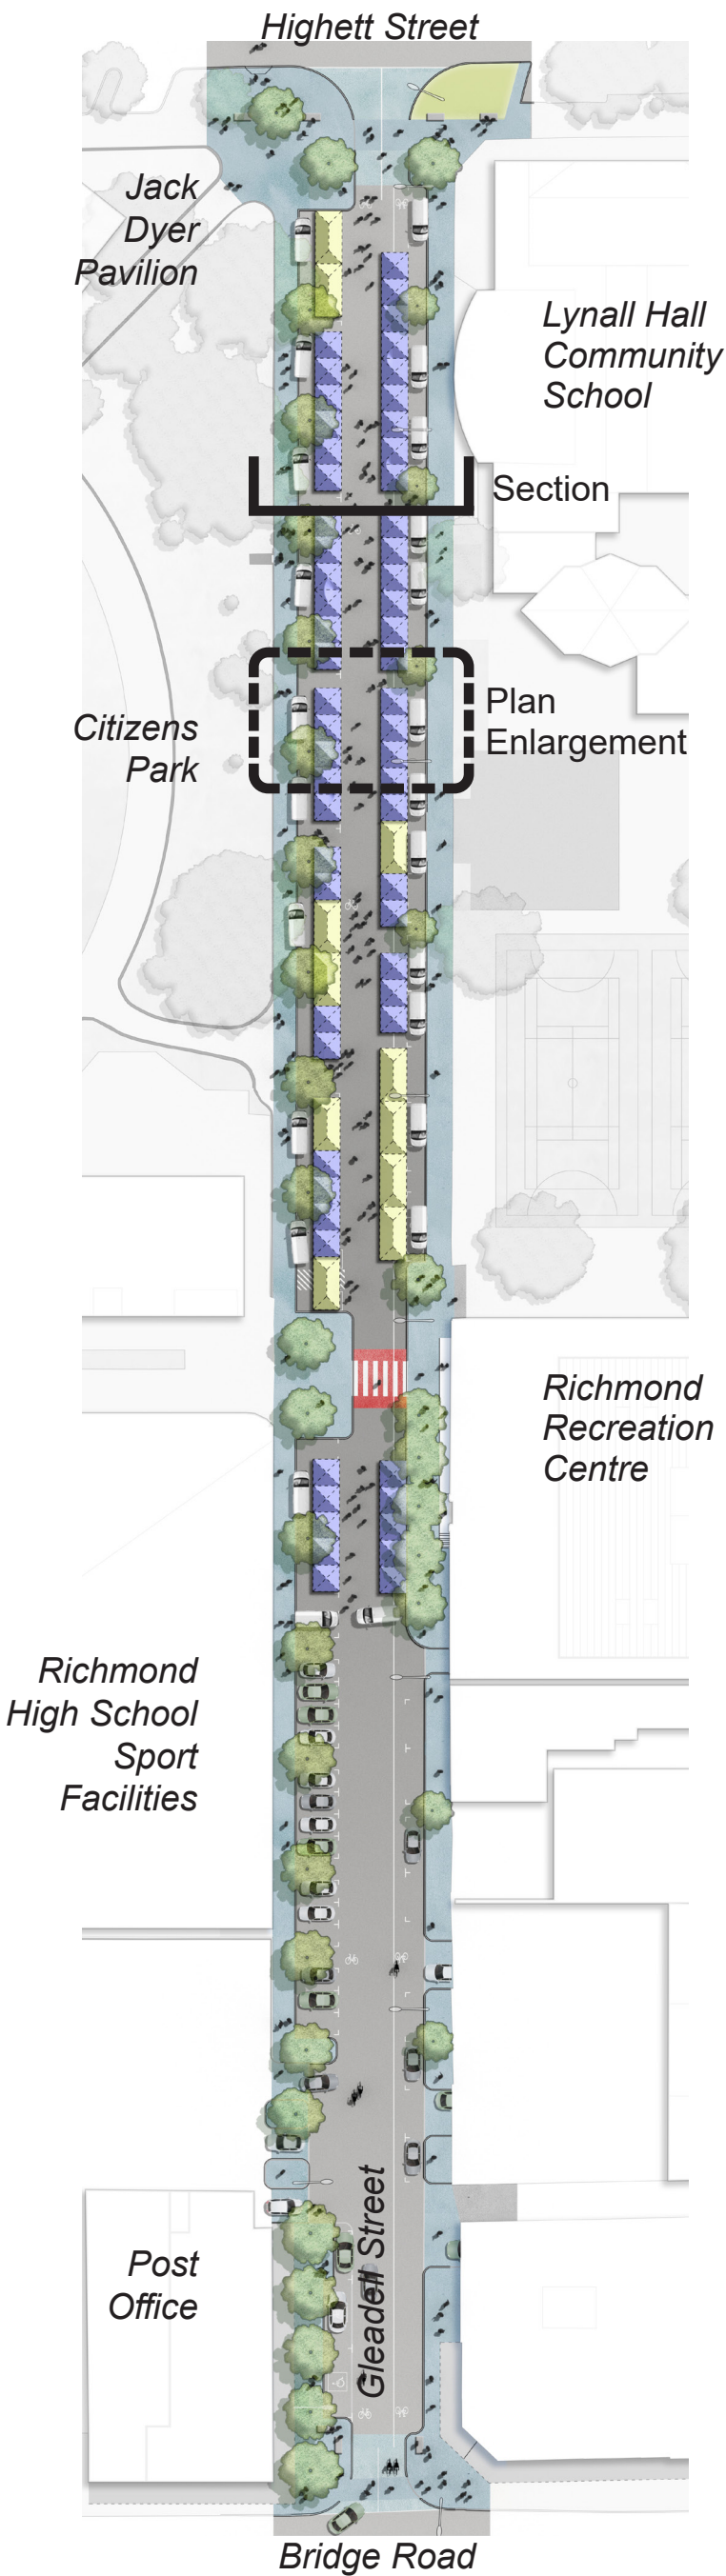 Highett Street
Jack
Dyer
Pavilion
Lynall Hall
Community
School
Section
Plan
Enlargement
Citizens
Park
Richmond
Recreation
Centre
Richmond
High School
Sport
Facilities
Gleadell Street
Post
Office
Bridge Road